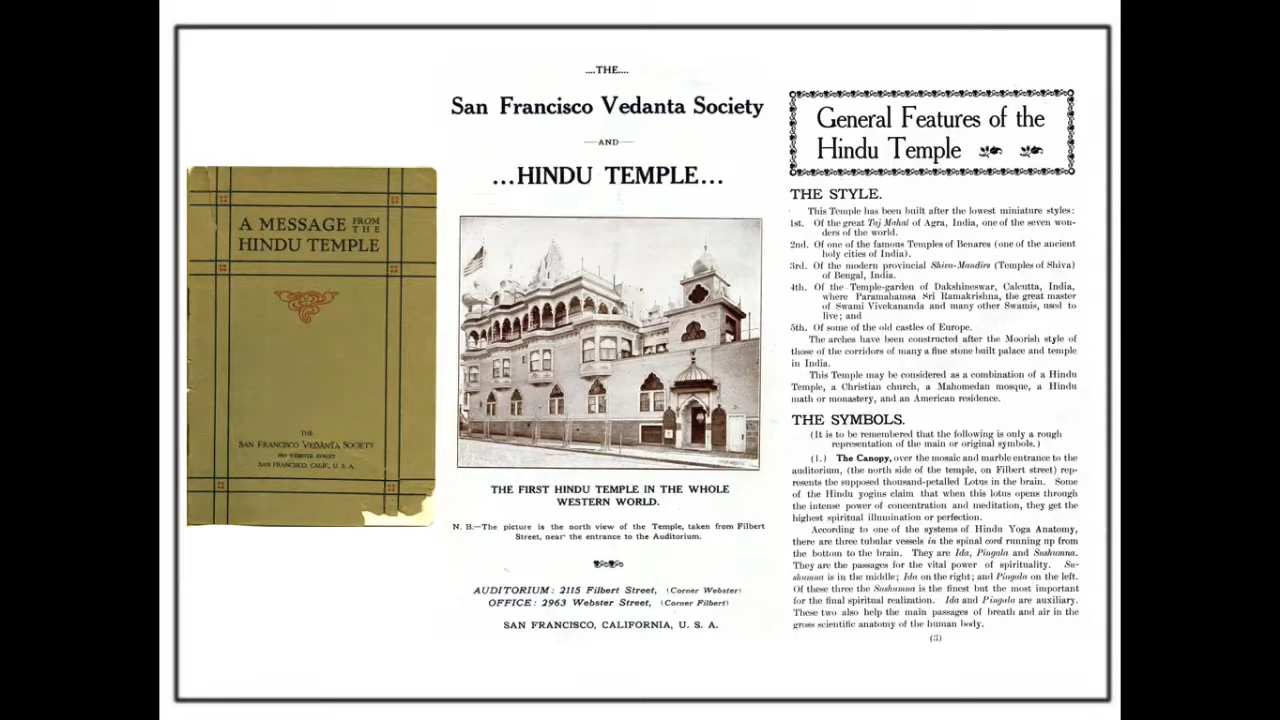 A MESSAGE FROM THE
HINDU TEMPLE
THE
SAN FRANCISCO VEDANTA SOCIETY
2963 WEBSTER STREET
SAN FRANCISCO, CALIF., U. S. A.
....THE....
San Francisco Vedanta Society
—AND—
...HINDU TEMPLE...
THE FIRST HINDU TEMPLE IN THE WHOLE
WESTERN WORLD.
N. B.—The picture is the north view of the Temple, taken from Filbert
Street, near the entrance to the Auditorium.
AUDITORIUM: 2115 Filbert Street, (Corner Webster)
OFFICE: 2963 Webster Street, (Corner Filbert)
SAN FRANCISCO, CALIFORNIA, U. S. A.
General Features of the
Hindu Temple
THE STYLE.
This Temple has been built after the lowest miniature styles:
1st. Of the great Taj Mahal of Agra, India, one of the seven won-
ders of the world.
2nd. Of one of the famous Temples of Benares (one of the ancient
holy cities of India).
3rd. Of the modern provincial Shiva-Mandirs (Temples of Shiva)
of Bengal, India.
4th. Of the Temple-garden of Dakshineswar, Calcutta, India,
where Paramahamsa Sri Ramakrishna, the great master
of Swami Vivekananda and many other Swamis, used to
live; and
5th. Of some of the old castles of Europe.
The arches have been constructed after the Moorish style of
those of the corridors of many a fine stone built palace and temple
in India.
This Temple may be considered as a combination of a Hindu
Temple, a Christian church, a Mahomedan mosque, a Hindu
math or monastery, and an American residence.
THE SYMBOLS.
(It is to be remembered that the following is only a rough
representation of the main or original symbols.)
(1.) The Canopy, over the mosaic and marble entrance to the
auditorium, (the north side of the temple, on Filbert street) rep-
resents the supposed thousand-petalled Lotus in the brain. Some
of the Hindu yogins claim that when this lotus opens through
the intense power of concentration and meditation, they get the
highest spiritual illumination or perfection.
According to one of the systems of Hindu Yoga Anatomy,
there are three tubular vessels in the spinal cord running up from
the bottom to the brain. They are Ida, Pingala and Sushumna.
They are the passages for the vital power of spirituality. Su-
shumna is in the middle; Ida on the right; and Pingala on the left.
Of these three the Sushumna is the finest but the most important
for the final spiritual realization. Ida and Pingala are auxiliary.
These two also help the main passages of breath and air in the
gross scientific anatomy of the human body.
(3)